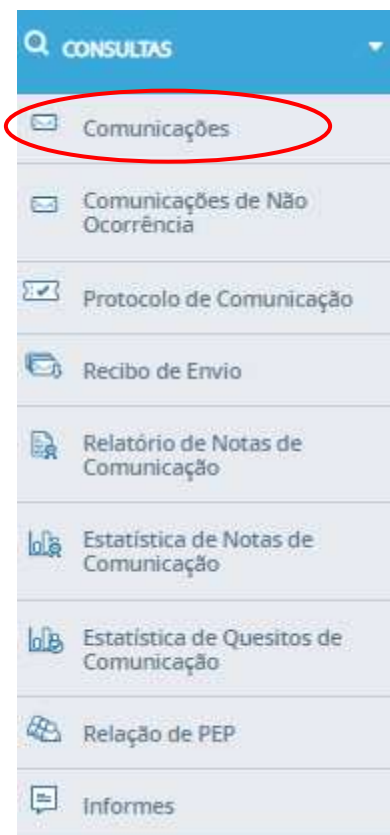 CONSULTAS
Comunicações
Comunicações de Não
Ocorrência
Protocolo de Comunicação
Recibo de Envio
Relatório de Notas de
Comunicação
Estatística de Notas de
Comunicação
Estatística de Quesitos de
Comunicação
Relação de PEP
Informes